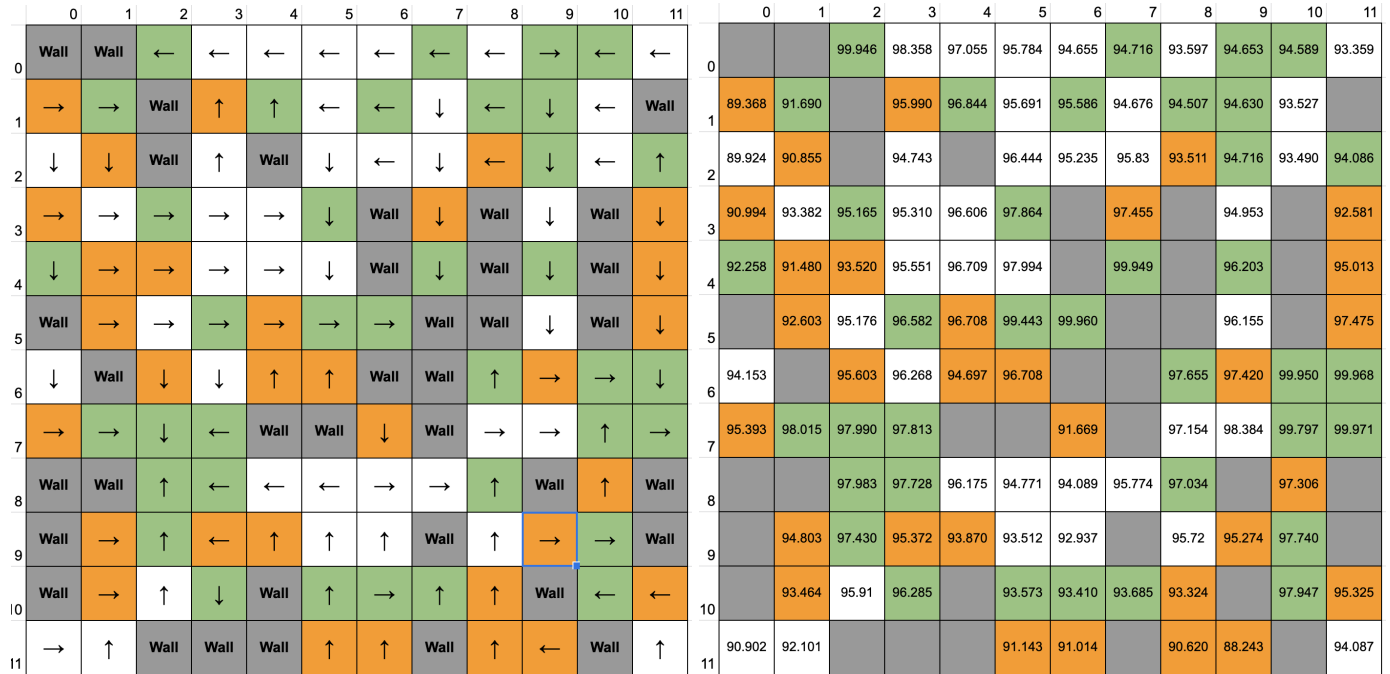 0 1 2 3 4 5 6 7 8 9 10 11
0 Wall Wall ← ← ← ← ← ← ← → ← ←
1 → → Wall ↑ ↑ ← ← ↓ ← ↓ ← Wall
2 ↓ ↓ Wall ↑ Wall ↓ ← ↓ ← ↓ ← ↑
3 → → → → → ↓ Wall ↓ Wall ↓ Wall ↓
4 ↓ → → → → ↓ Wall ↓ Wall ↓ Wall ↓
5 Wall → → → → → → Wall Wall ↓ Wall ↓
6 ↓ Wall ↓ ↓ ↑ ↑ Wall Wall ↑ → → ↓
7 → → ↓ ← Wall Wall ↓ Wall → → ↑ →
8 Wall Wall ↑ ← ← ← → → ↑ Wall ↑ Wall
9 Wall → ↑ ← ↑ ↑ ↑ Wall ↑ → → Wall
10 Wall → ↑ ↓ Wall ↑ → ↑ ↑ Wall ← ←
11 → ↑ Wall Wall Wall ↑ ↑ Wall ↑ ← Wall ↑
0 1 2 3 4 5 6 7 8 9 10 11
0 99.946 98.358 97.055 95.784 94.655 94.716 93.597 94.653 94.589 93.359
1 89.368 91.690 95.990 96.844 95.691 95.586 94.676 94.507 94.630 93.527
2 89.924 90.855 94.743 96.444 95.235 95.83 93.511 94.716 93.490 94.086
3 90.994 93.382 95.165 95.310 96.606 97.864 97.455 94.953 92.581
4 92.258 91.480 93.520 95.551 96.709 97.994 99.949 96.203 95.013
5 92.603 95.176 96.582 96.708 99.443 99.960 96.155 97.475
6 94.153 95.603 96.268 94.697 96.708 97.655 97.420 99.950 99.968
7 95.393 98.015 97.990 97.813 91.669 97.154 98.384 99.797 99.971
8 97.983 97.728 96.175 94.771 94.089 95.774 97.034 97.306
9 94.803 97.430 95.372 93.870 93.512 92.937 95.72 95.274 97.740
10 93.464 95.91 96.285 93.573 93.410 93.685 93.324 97.947 95.325
11 90.902 92.101 91.143 91.014 90.620 88.243 94.087